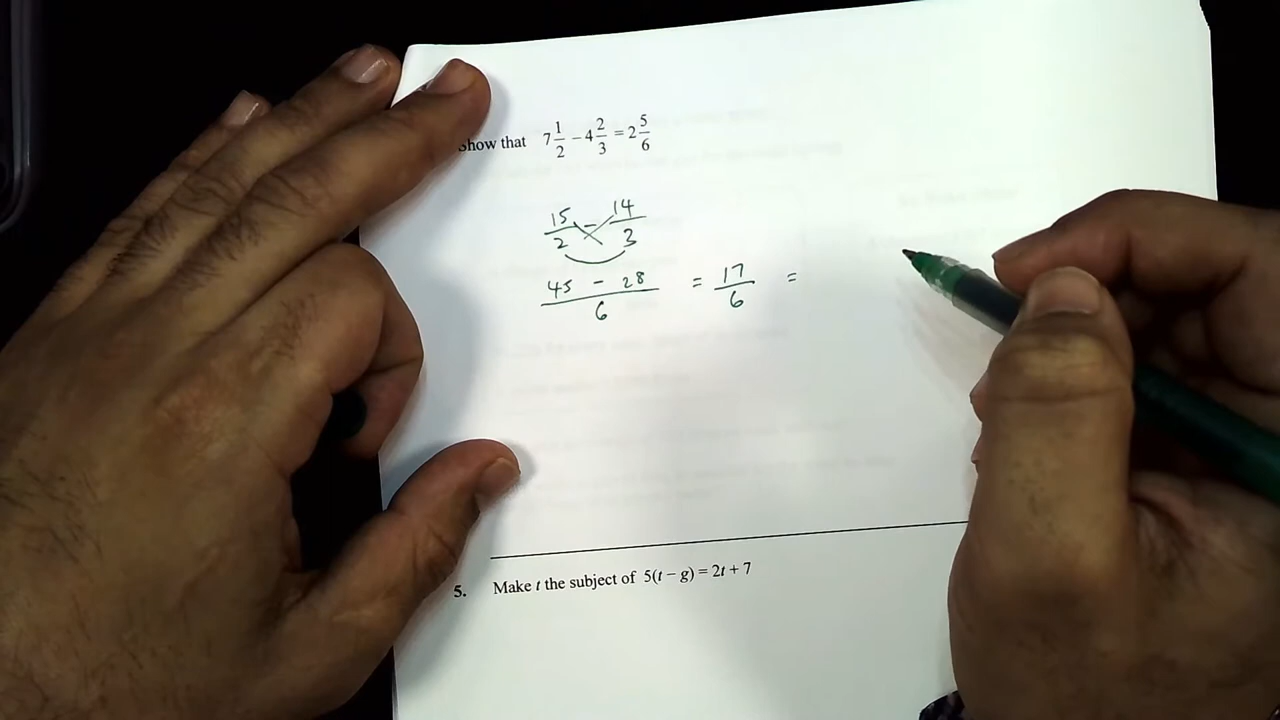 Show that 7 1/2 − 4 2/3 = 2 5/6
15/2 − 14/3
(45 − 28)/6 = 17/6 =
5. Make t the subject of 5(t − g) = 2t + 7